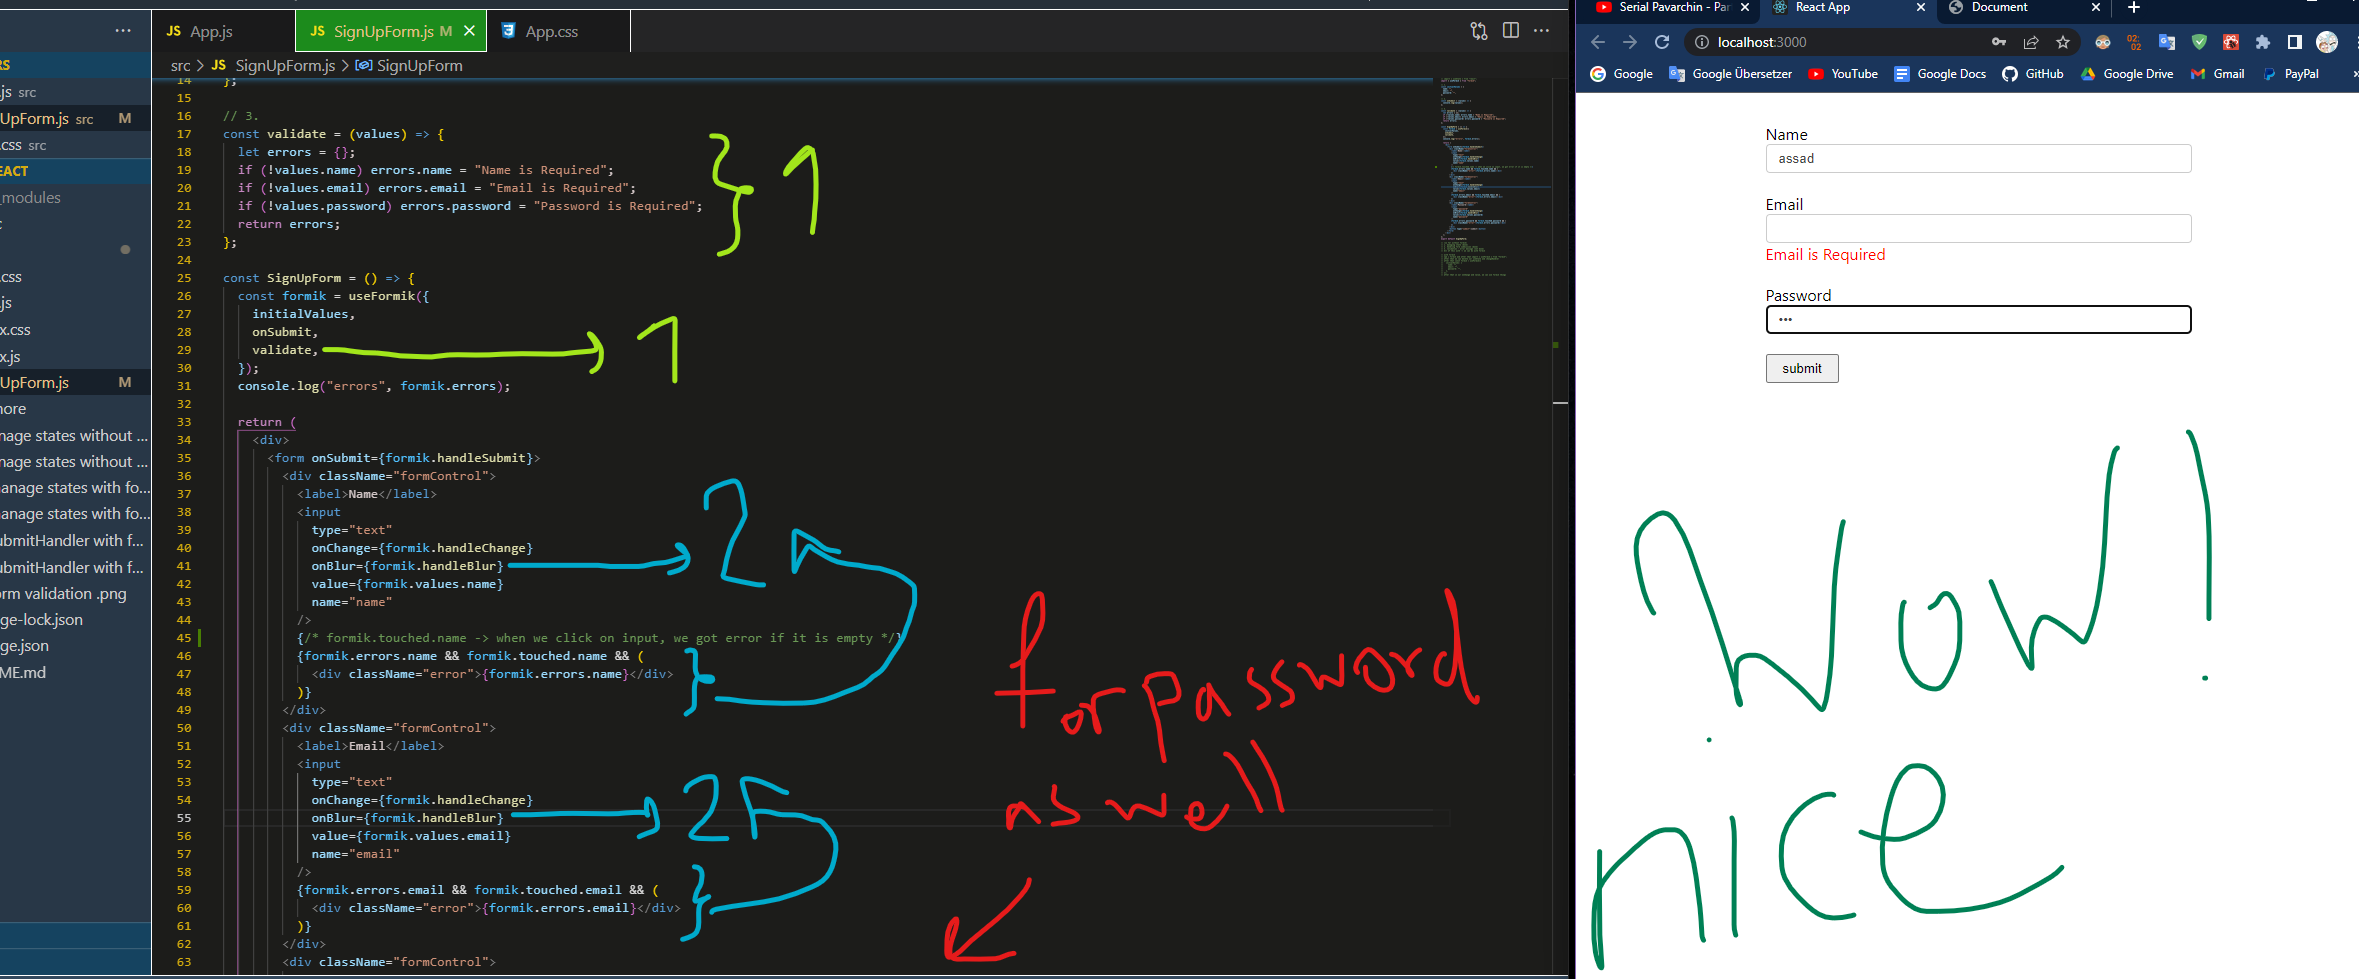 App.js
SignUpForm.js M
App.css
src > SignUpForm.js > SignUpForm
RS
.js src
UpForm.js src M
.css src
EACT
_modules
.css
.js
x.css
x.js
UpForm.js M
nore
nage states without ...
nage states without ...
anage states with fo...
anage states with fo...
ubmitHandler with f...
ubmitHandler with f...
rm validation .png
ge-lock.json
ge.json
ME.md
14 };
15
16 // 3.
17 const validate = (values) => {
18 let errors = {};
19 if (!values.name) errors.name = "Name is Required";
20 if (!values.email) errors.email = "Email is Required";
21 if (!values.password) errors.password = "Password is Required";
22 return errors;
23 };
24
25 const SignUpForm = () => {
26 const formik = useFormik({
27 initialValues,
28 onSubmit,
29 validate,
30 });
31 console.log("errors", formik.errors);
32
33 return (
34 <div>
35 <form onSubmit={formik.handleSubmit}>
36 <div className="formControl">
37 <label>Name</label>
38 <input
39 type="text"
40 onChange={formik.handleChange}
41 onBlur={formik.handleBlur}
42 value={formik.values.name}
43 name="name"
44 />
45 {/* formik.touched.name -> when we click on input, we got error if it is empty */}
46 {formik.errors.name && formik.touched.name && (
47 <div className="error">{formik.errors.name}</div>
48 )}
49 </div>
50 <div className="formControl">
51 <label>Email</label>
52 <input
53 type="text"
54 onChange={formik.handleChange}
55 onBlur={formik.handleBlur}
56 value={formik.values.email}
57 name="email"
58 />
59 {formik.errors.email && formik.touched.email && (
60 <div className="error">{formik.errors.email}</div>
61 )}
62 </div>
63 <div className="formControl">
1
1
2
2
for password
as well
Serial Pavarchin - Par
React App
Document
localhost:3000
02:
02
Google
Google Übersetzer
YouTube
Google Docs
GitHub
Google Drive
Gmail
PayPal
Name
assad
Email
Email is Required
Password
•••
submit
Wow!
nice